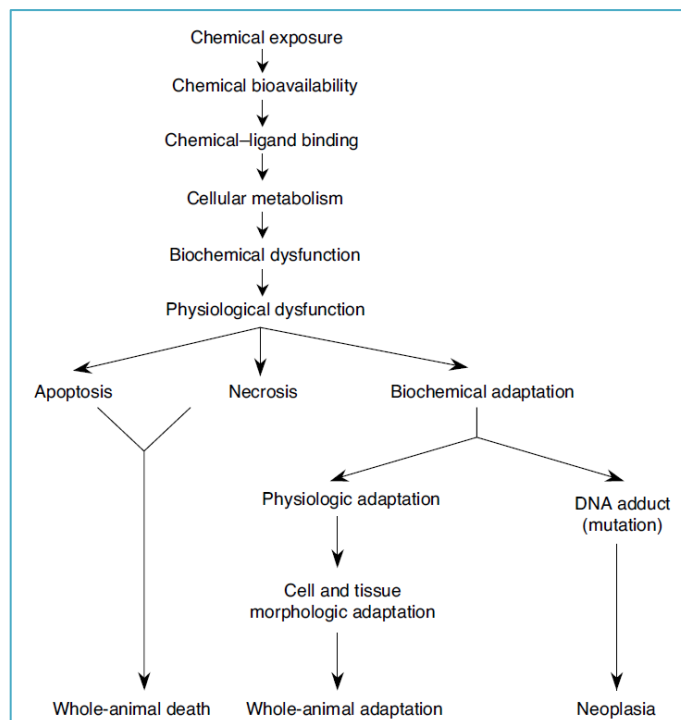 Chemical exposure
Chemical bioavailability
Chemical–ligand binding
Cellular metabolism
Biochemical dysfunction
Physiological dysfunction
Apoptosis
Necrosis
Biochemical adaptation
Physiologic adaptation
DNA adduct
(mutation)
Cell and tissue
morphologic adaptation
Whole-animal death
Whole-animal adaptation
Neoplasia